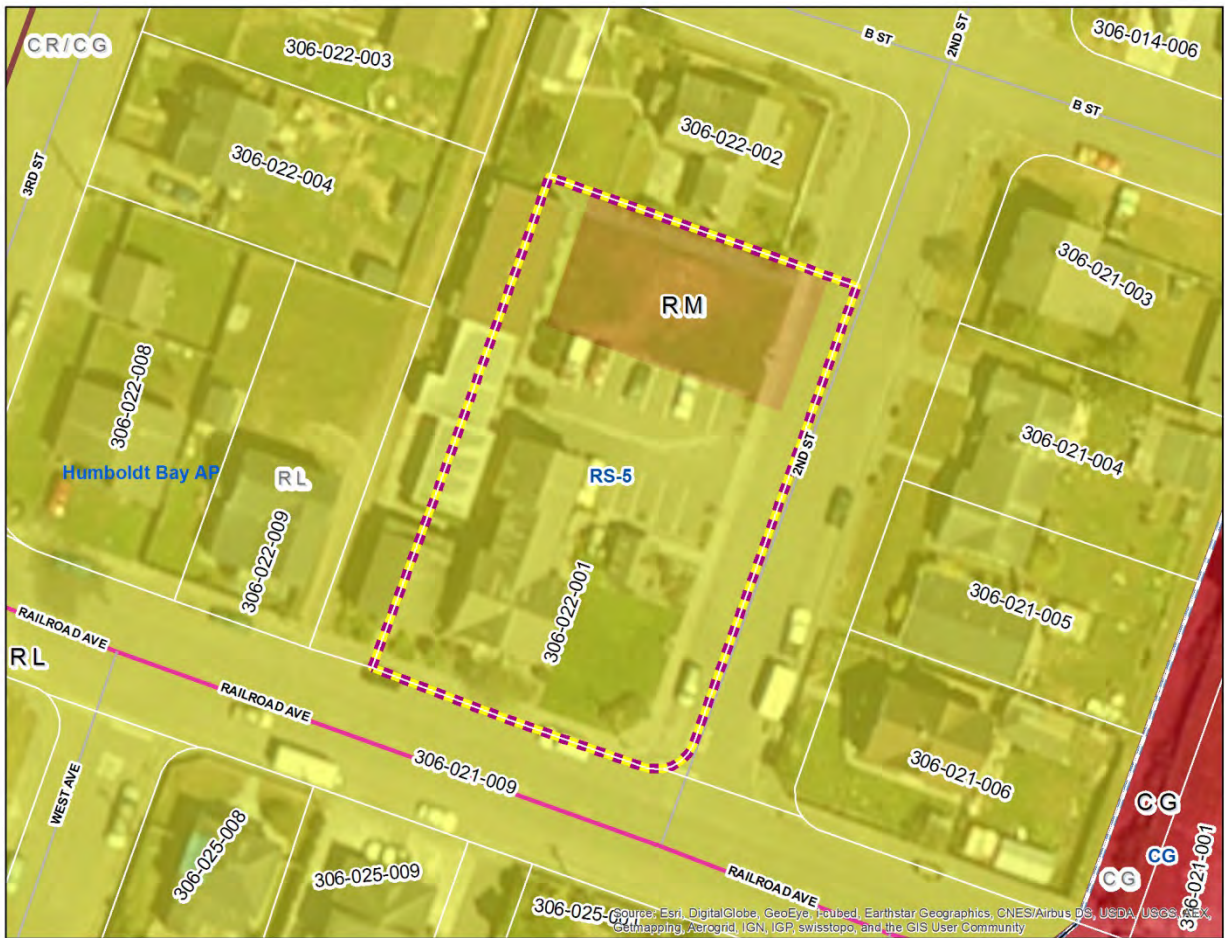 CR/CG
306-022-003
B ST
2ND ST
306-014-006
B ST
306-022-002
3RD ST
306-022-004
306-021-003
RM
306-022-008
306-021-004
2ND ST
Humboldt Bay AP
RL
RS-5
306-022-009
306-022-001
306-021-005
RAILROAD AVE
RL
RAILROAD AVE
306-021-009
306-021-006
WEST AVE
CG
CG
CG
306-021-001
306-025-008
306-025-009
RAILROAD AVE
Source: Esri, DigitalGlobe, GeoEye, i-cubed, Earthstar Geographics, CNES/Airbus DS, USDA, USGS, AEX,
Getmapping, Aerogrid, IGN, IGP, swisstopo, and the GIS User Community